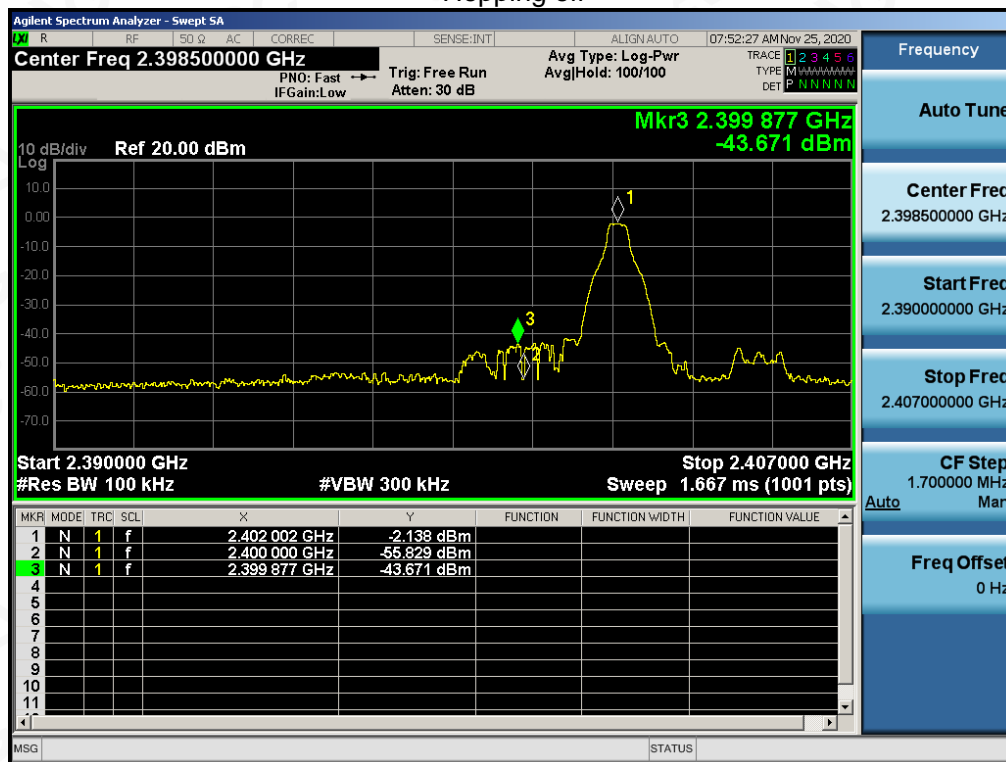 Agilent Spectrum Analyzer - Swept SA
LXI R RF 50 Ω AC CORREC SENSE:INT ALIGN AUTO 07:52:27 AM Nov 25, 2020
Center Freq 2.398500000 GHz Avg Type: Log-Pwr TRACE 1 2 3 4 5 6
PNO: Fast Trig: Free Run Avg|Hold: 100/100 TYPE M WWWWW
IFGain:Low Atten: 30 dB DET P N N N N N
Mkr3 2.399 877 GHz
-43.671 dBm
10 dB/div Ref 20.00 dBm
Log
10.0
0.00
-10.0
-20.0
-30.0
-40.0
-50.0
-60.0
-70.0
1
3
2
Start 2.390000 GHz Stop 2.407000 GHz
#Res BW 100 kHz #VBW 300 kHz Sweep 1.667 ms (1001 pts)
MKR MODE TRC SCL X Y FUNCTION FUNCTION WIDTH FUNCTION VALUE
1 N 1 f 2.402 002 GHz -2.138 dBm
2 N 1 f 2.400 000 GHz -55.829 dBm
3 N 1 f 2.399 877 GHz -43.671 dBm
4
5
6
7
8
9
10
11
MSG STATUS
Frequency
Auto Tune
Center Freq
2.398500000 GHz
Start Freq
2.390000000 GHz
Stop Freq
2.407000000 GHz
CF Step
1.700000 MHz
Auto Man
Freq Offset
0 Hz